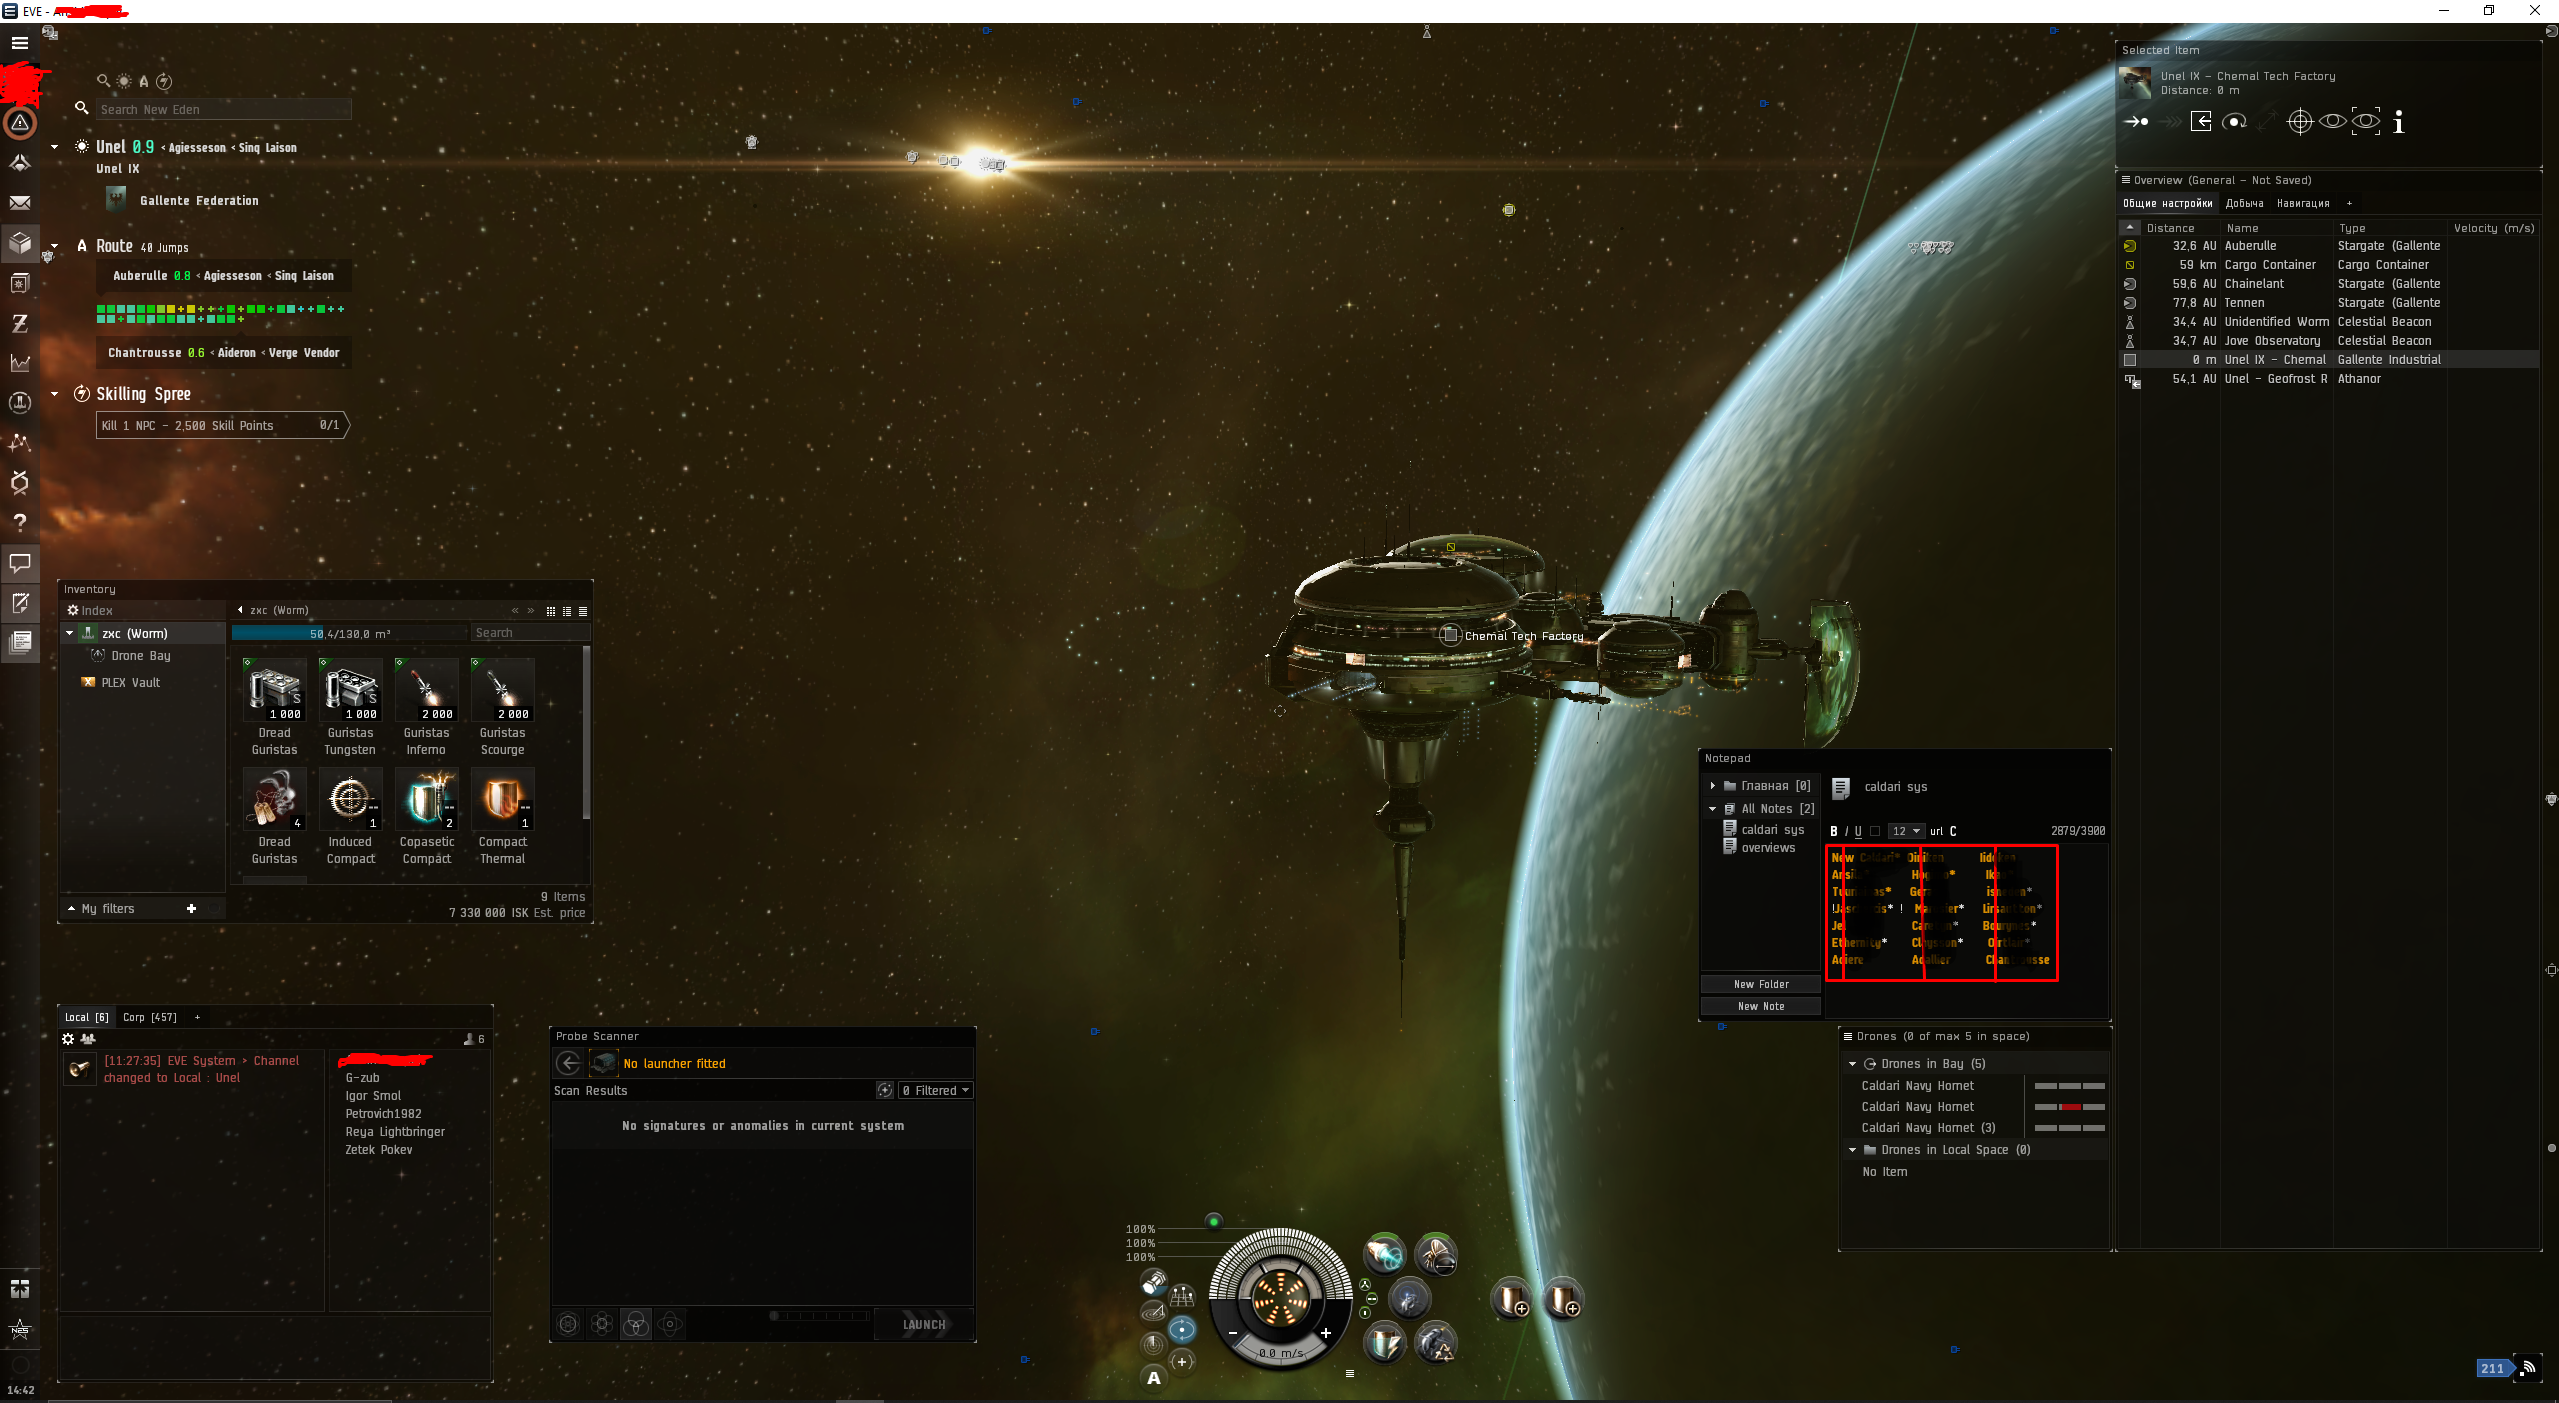 EVE -
Search New Eden
Unel 0.9 < Agiesseson < Sinq Laison
Unel IX
Gallente Federation
Route 40 Jumps
Auberulle 0.8 < Agiesseson < Sinq Laison
Chantrousse 0.6 < Aideron < Verge Vendor
Skilling Spree
Kill 1 NPC - 2,500 Skill Points 0/1
Inventory
Index
zxc (Worm)
Drone Bay
PLEX Vault
My filters
zxc (Worm)
50,4/130,0 m³
Search
S 1 000 S 1 000 2 000 2 000
Dread Guristas Guristas Guristas
Guristas Tungsten Inferno Scourge
4 1 2 1
Dread Induced Copasetic Compact
Guristas Compact Compact Thermal
9 Items
7 330 000 ISK Est. price
Local [6] Corp [457] +
6
[11:27:35] EVE System > Channel
changed to Local : Unel
G-zub
Igor Smol
Petrovich1982
Reya Lightbringer
Zetek Pokev
NES
14:42
Probe Scanner
No launcher fitted
Scan Results
0 Filtered
No signatures or anomalies in current system
LAUNCH
Chemal Tech Factory
100%
100%
100%
0.0 m/s
A
Selected Item
Unel IX - Chemal Tech Factory
Distance: 0 m
Overview (General - Not Saved)
Общие настройки Добыча Навигация +
Distance Name Type Velocity (m/s)
32,6 AU Auberulle Stargate (Gallente
59 km Cargo Container Cargo Container
59,6 AU Chainelant Stargate (Gallente
77,8 AU Tennen Stargate (Gallente
34,4 AU Unidentified Worm Celestial Beacon
34,7 AU Jove Observatory Celestial Beacon
0 m Unel IX - Chemal Gallente Industrial
54,1 AU Unel - Geofrost R Athanor
Notepad
Главная [0]
All Notes [2]
caldari sys
overviews
New Folder
New Note
caldari sys
B I U 12 url C 2879/3900
New Caldari*
Ethernity* Claysson*
Adiere Adallier Chantrousse
Drones (0 of max 5 in space)
Drones in Bay (5)
Caldari Navy Hornet
Caldari Navy Hornet
Caldari Navy Hornet (3)
Drones in Local Space (0)
No Item
211